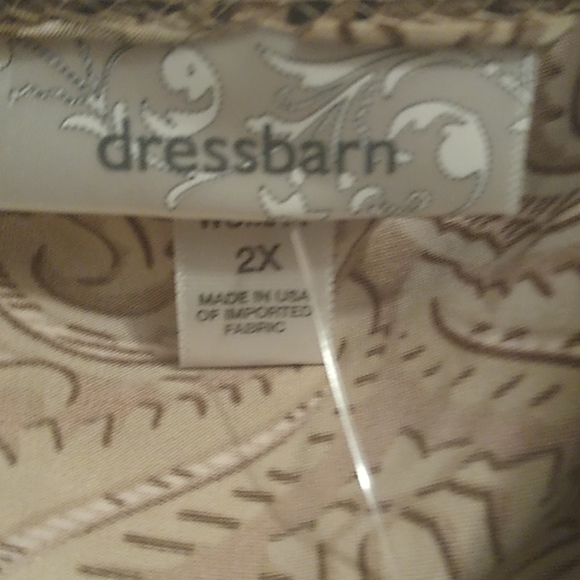 dressbarn
2X
MADE IN USA
OF IMPORTED
FABRIC